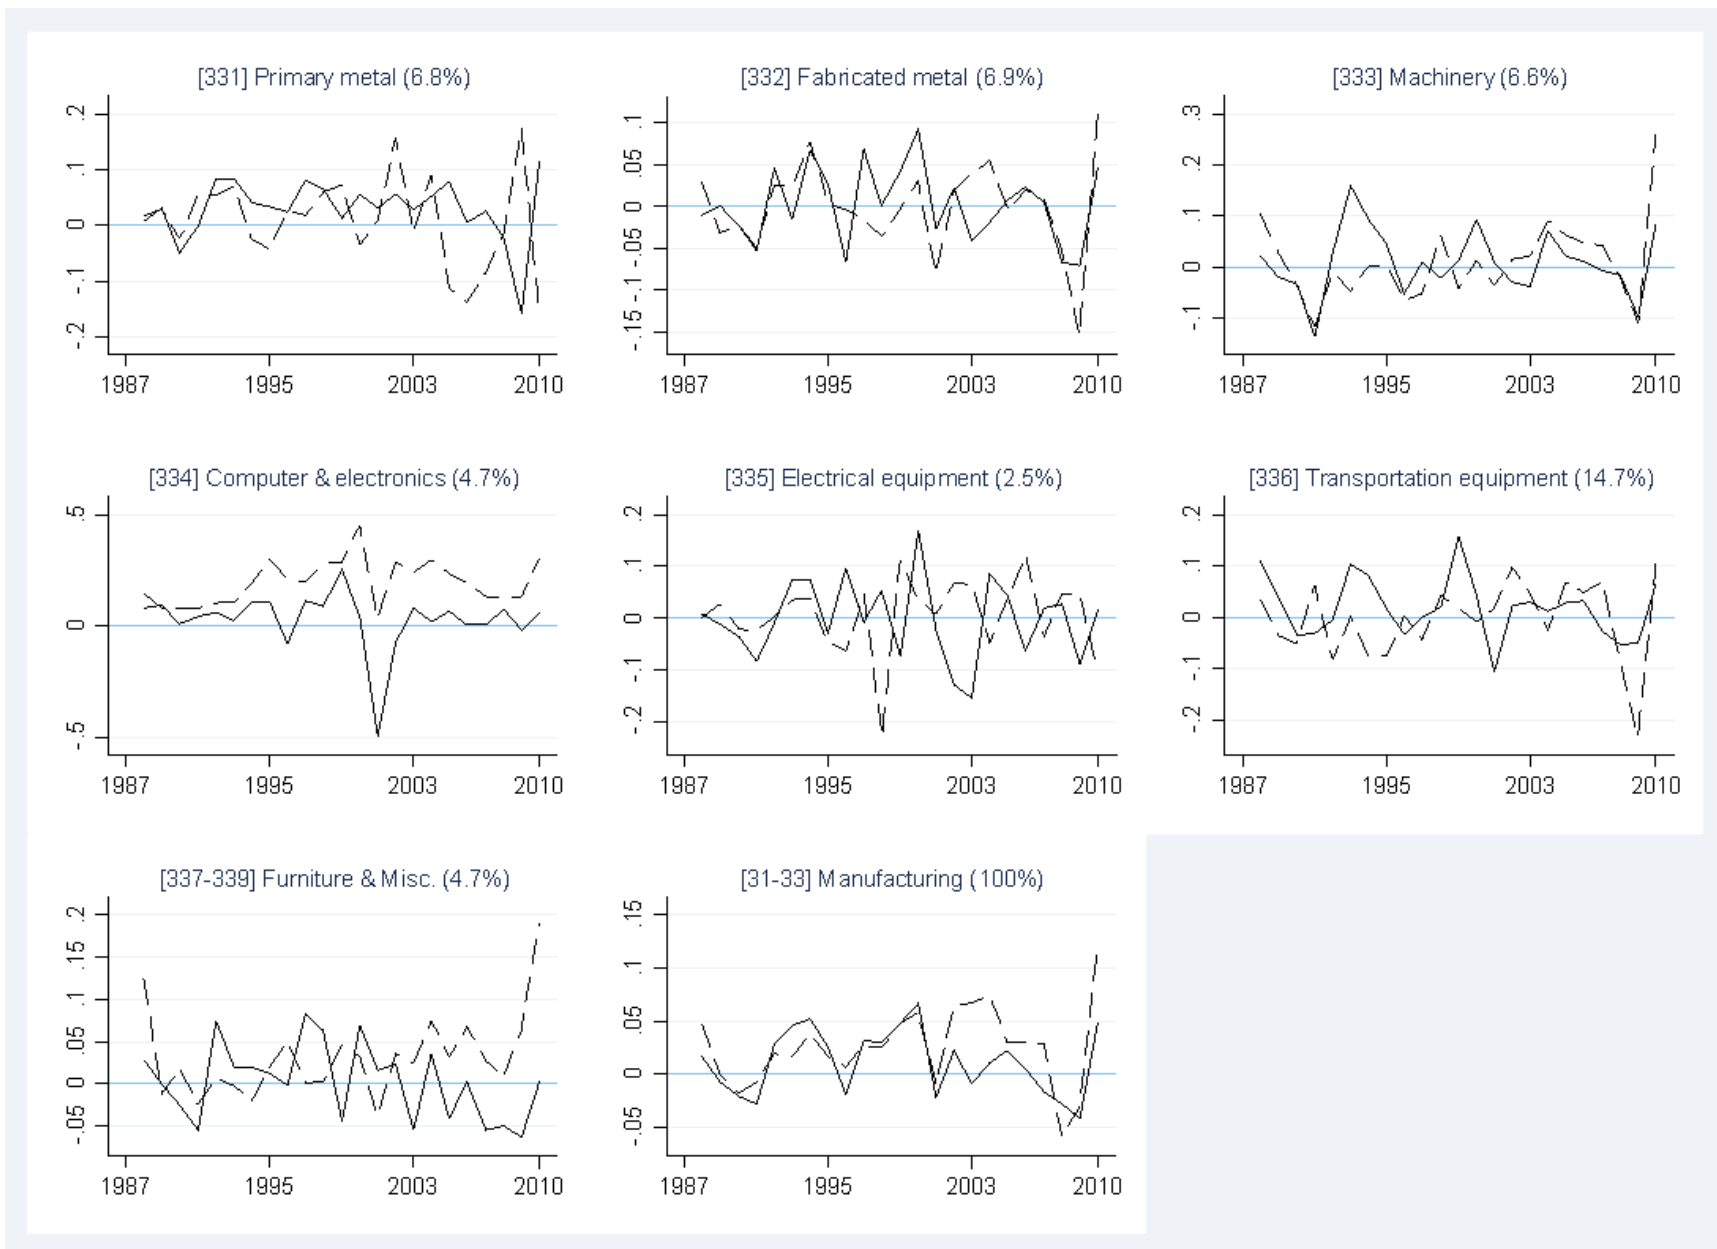 [331] Primary metal (6.8%)
.2
.1
0
-.1
-.2
1987 1995 2003 2010
[332] Fabricated metal (6.9%)
.1
.05
0
-.05
-.1
-.15
1987 1995 2003 2010
[333] Machinery (6.6%)
.3
.2
.1
0
-.1
1987 1995 2003 2010
[334] Computer & electronics (4.7%)
.5
0
-.5
1987 1995 2003 2010
[335] Electrical equipment (2.5%)
.2
.1
0
-.1
-.2
1987 1995 2003 2010
[336] Transportation equipment (14.7%)
.2
.1
0
-.1
-.2
1987 1995 2003 2010
[337-339] Furniture & Misc. (4.7%)
.2
.15
.1
.05
0
-.05
1987 1995 2003 2010
[31-33] Manufacturing (100%)
.15
.1
.05
0
-.05
1987 1995 2003 2010